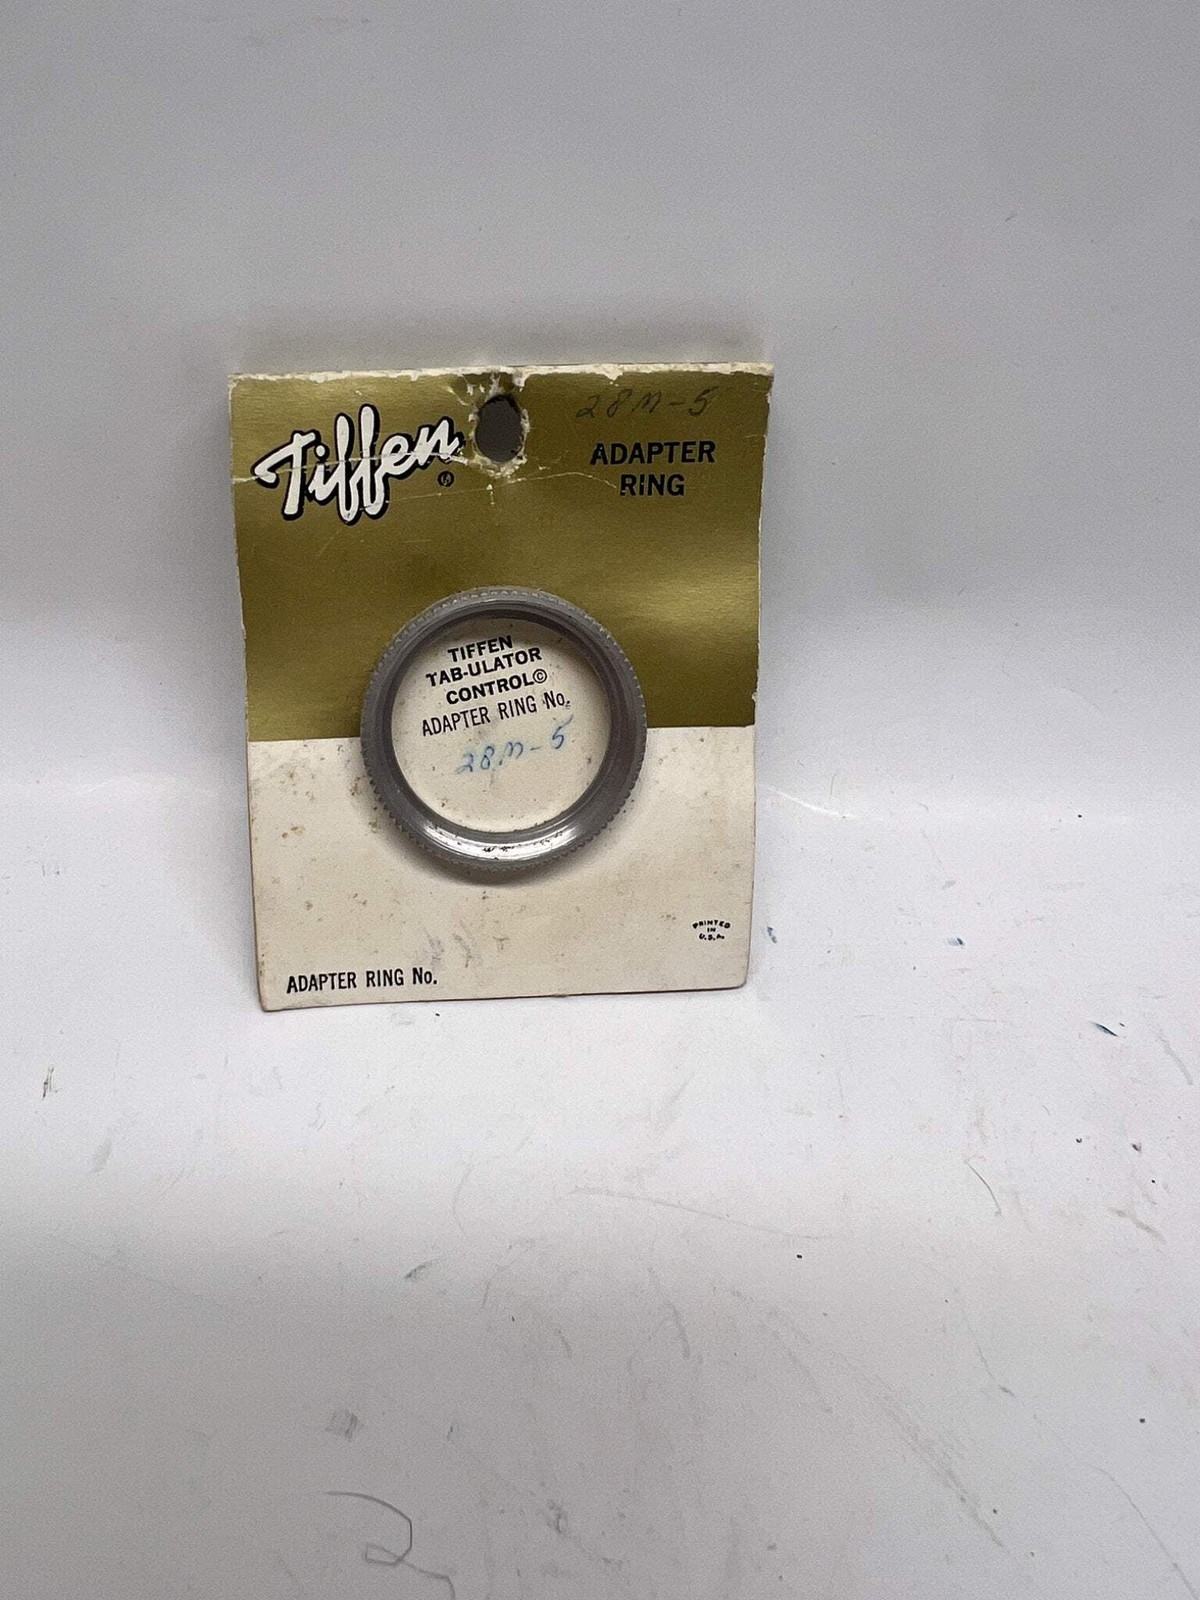 28M-5
Tiffen®
ADAPTER
RING
TIFFEN
TAB-ULATOR
CONTROL©
ADAPTER RING No.
28M-5
PRINTED
IN
U.S.A.
ADAPTER RING No.